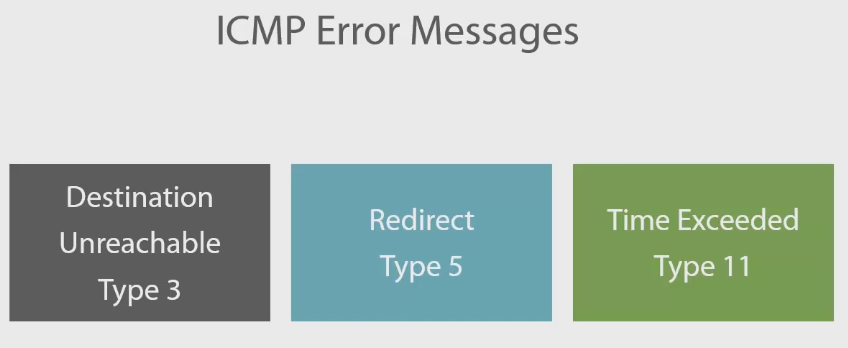 ICMP Error Messages
Destination
Unreachable
Type 3
Redirect
Type 5
Time Exceeded
Type 11